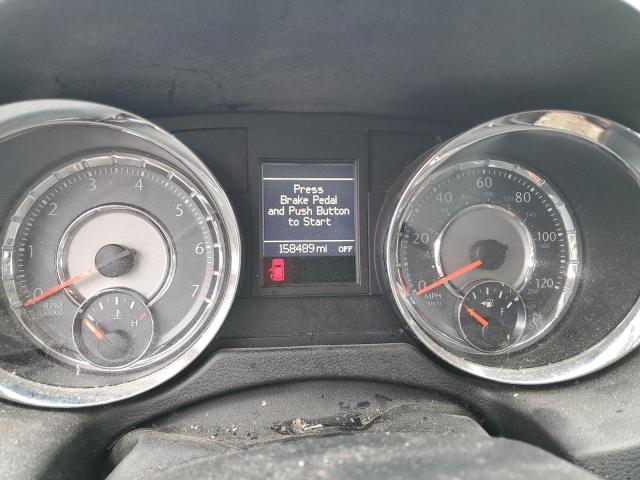 Press
Brake Pedal
and Push Button
to Start
158489 mi OFF
0 1 2 3 4 5 6 7
RPM
x1000
H
0 20 40 60 80 100 120
MPH
F